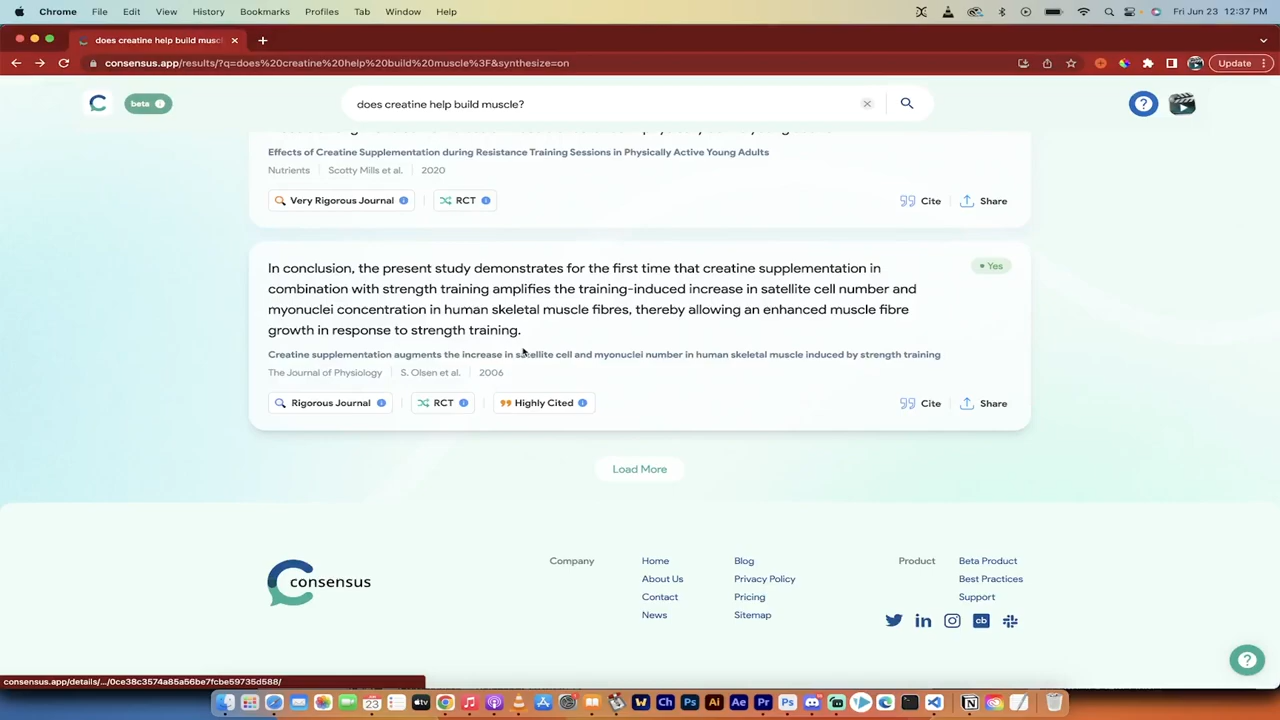 Chrome File Edit View History Bookmarks Profiles Tab Window Help Fri Jun 23 12:37 PM
does creatine help build musc
consensus.app/results/?q=does%20creatine%20help%20build%20muscle%3F&synthesize=on Update
beta
does creatine help build muscle?
Effects of Creatine Supplementation during Resistance Training Sessions in Physically Active Young Adults
Nutrients Scotty Mills et al. 2020
Very Rigorous Journal RCT Cite Share
In conclusion, the present study demonstrates for the first time that creatine supplementation in
Yes
combination with strength training amplifies the training-induced increase in satellite cell number and
myonuclei concentration in human skeletal muscle fibres, thereby allowing an enhanced muscle fibre
growth in response to strength training.
Creatine supplementation augments the increase in satellite cell and myonuclei number in human skeletal muscle induced by strength training
The Journal of Physiology S. Olsen et al. 2006
Rigorous Journal RCT Highly Cited Cite Share
Load More
Company Home Blog Product Beta Product
consensus About Us Privacy Policy Best Practices
Contact Pricing Support
News Sitemap
consensus.app/details/.../0ce38c3574a85a56be7fcbe59735d588/